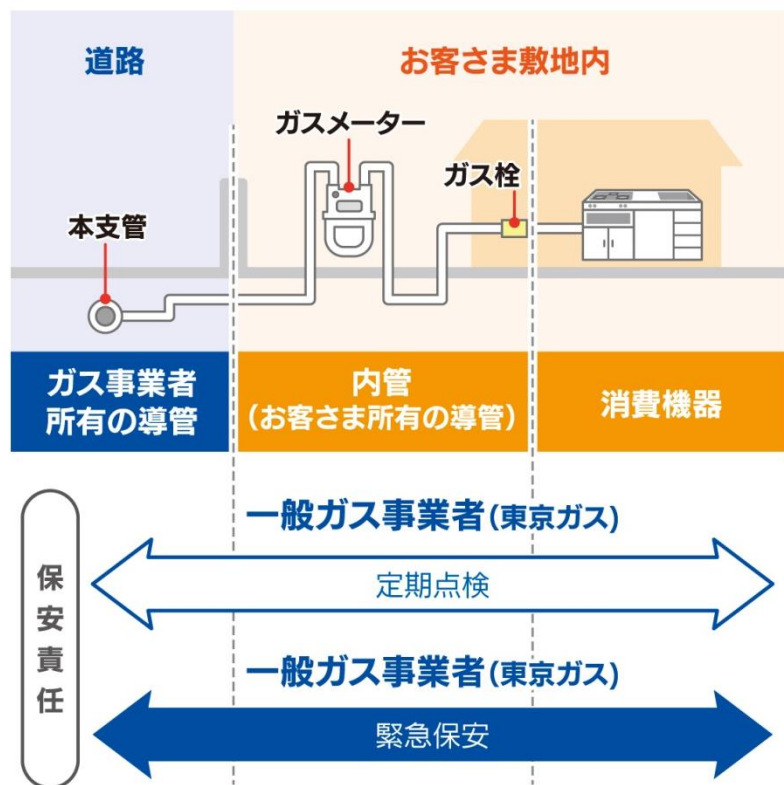 道路
お客さま敷地内
ガスメーター
ガス栓
本支管
ガス事業者
所有の導管
内管
(お客さま所有の導管)
消費機器
保安責任
一般ガス事業者(東京ガス)
定期点検
一般ガス事業者(東京ガス)
緊急保安